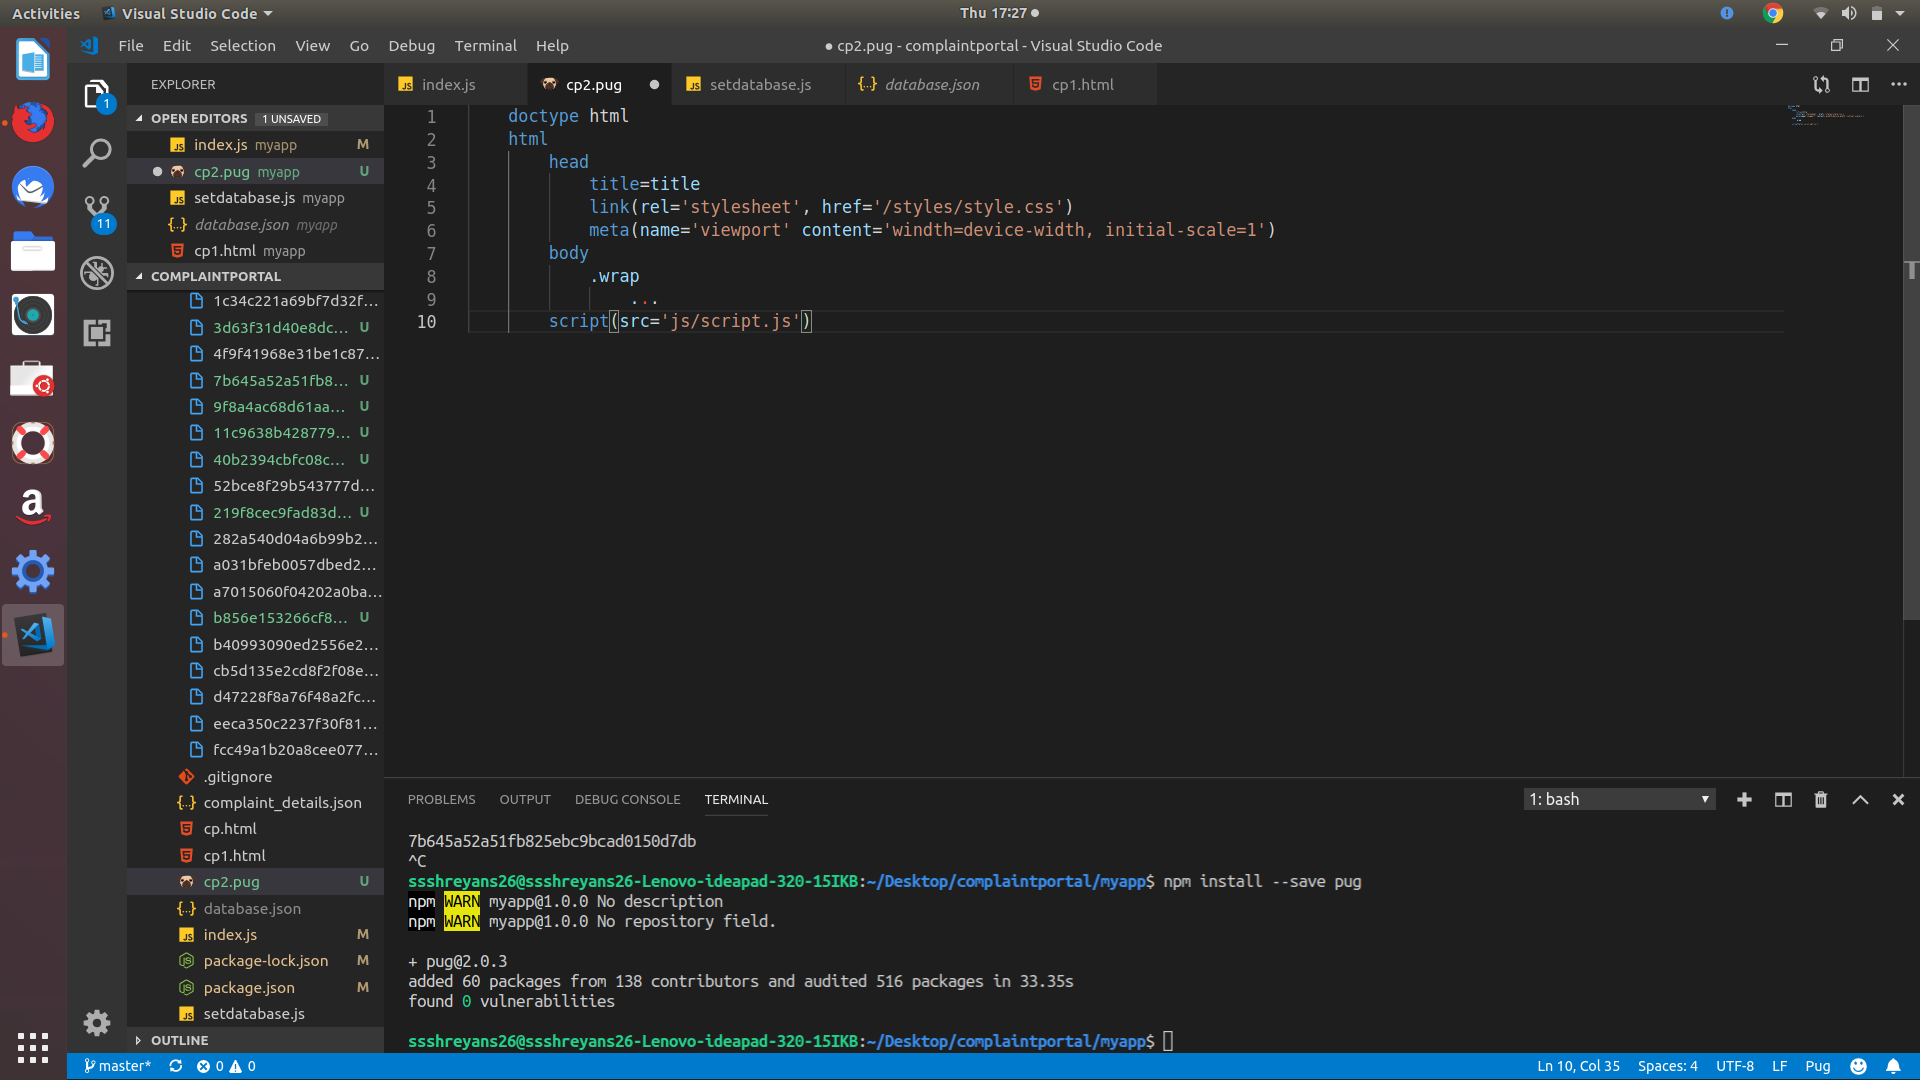 Activities
Visual Studio Code
Thu 17:27
File Edit Selection View Go Debug Terminal Help
● cp2.pug - complaintportal - Visual Studio Code
EXPLORER
OPEN EDITORS 1 UNSAVED
index.js myapp M
cp2.pug myapp U
setdatabase.js myapp
{..} database.json myapp
cp1.html myapp
COMPLAINTPORTAL
1c34c221a69bf7d32f...
3d63f31d40e8dc... U
4f9f41968e31be1c87...
7b645a52a51fb8... U
9f8a4ac68d61aa... U
11c9638b428779... U
40b2394cbfc08c... U
52bce8f29b543777d...
219f8cec9fad83d... U
282a540d04a6b99b2...
a031bfeb0057dbed2...
a7015060f04202a0ba...
b856e153266cf8... U
b40993090ed2556e2...
cb5d135e2cd8f2f08e...
d47228f8a76f48a2fc...
eeca350c2237f30f81...
fcc49a1b20a8cee077...
.gitignore
{..} complaint_details.json
cp.html
cp1.html
cp2.pug U
{..} database.json
index.js M
package-lock.json M
package.json M
setdatabase.js
OUTLINE
1
11
index.js cp2.pug setdatabase.js {..} database.json cp1.html
1 doctype html
2 html
3 head
4 title=title
5 link(rel='stylesheet', href='/styles/style.css')
6 meta(name='viewport' content='windth=device-width, initial-scale=1')
7 body
8 .wrap
9 ...
10 script(src='js/script.js')
PROBLEMS OUTPUT DEBUG CONSOLE TERMINAL
1: bash
7b645a52a51fb825ebc9bcad0150d7db
^C
ssshreyans26@ssshreyans26-Lenovo-ideapad-320-15IKB:~/Desktop/complaintportal/myapp$ npm install --save pug
npm WARN myapp@1.0.0 No description
npm WARN myapp@1.0.0 No repository field.
+ pug@2.0.3
added 60 packages from 138 contributors and audited 516 packages in 33.35s
found 0 vulnerabilities
ssshreyans26@ssshreyans26-Lenovo-ideapad-320-15IKB:~/Desktop/complaintportal/myapp$
master* 0 0
Ln 10, Col 35 Spaces: 4 UTF-8 LF Pug